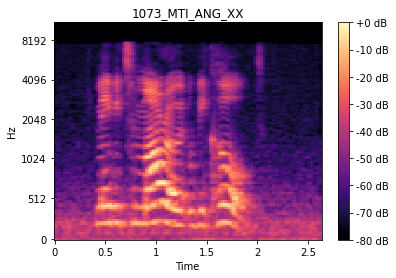 1073_MTI_ANG_XX
+0 dB
8192
-10 dB
4096
-20 dB
-30 dB
2048
Hz
-40 dB
1024
-50 dB
512
-60 dB
-70 dB
0
-80 dB
0 0.5 1 1.5 2 2.5
Time